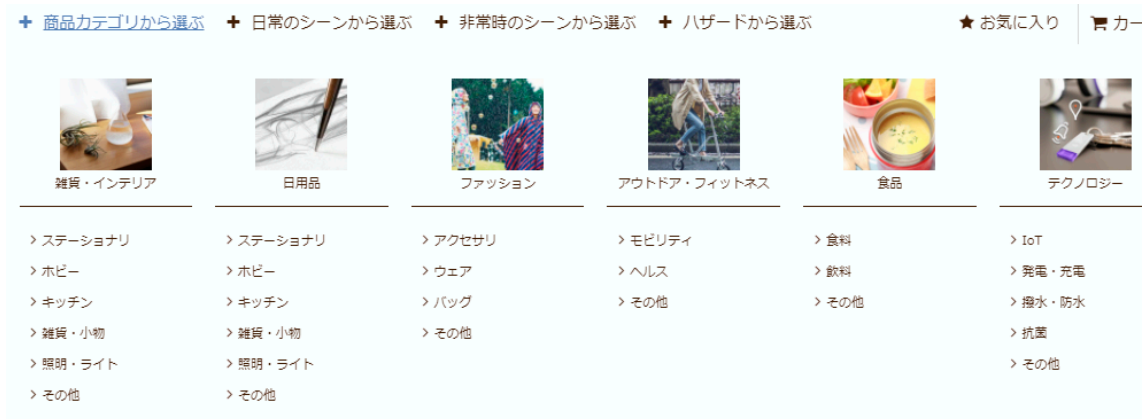 商品カテゴリから選ぶ 日常のシーンから選ぶ 非常時のシーンから選ぶ ハザードから選ぶ お気に入り カー
雑貨・インテリア 日用品 ファッション アウトドア・フィットネス 食品 テクノロジー
ステーショナリ ステーショナリ アクセサリ モビリティ 食料 IoT
ホビー ホビー ウェア ヘルス 飲料 発電・充電
キッチン キッチン バッグ その他 その他 撥水・防水
雑貨・小物 雑貨・小物 その他 抗菌
照明・ライト 照明・ライト その他
その他 その他